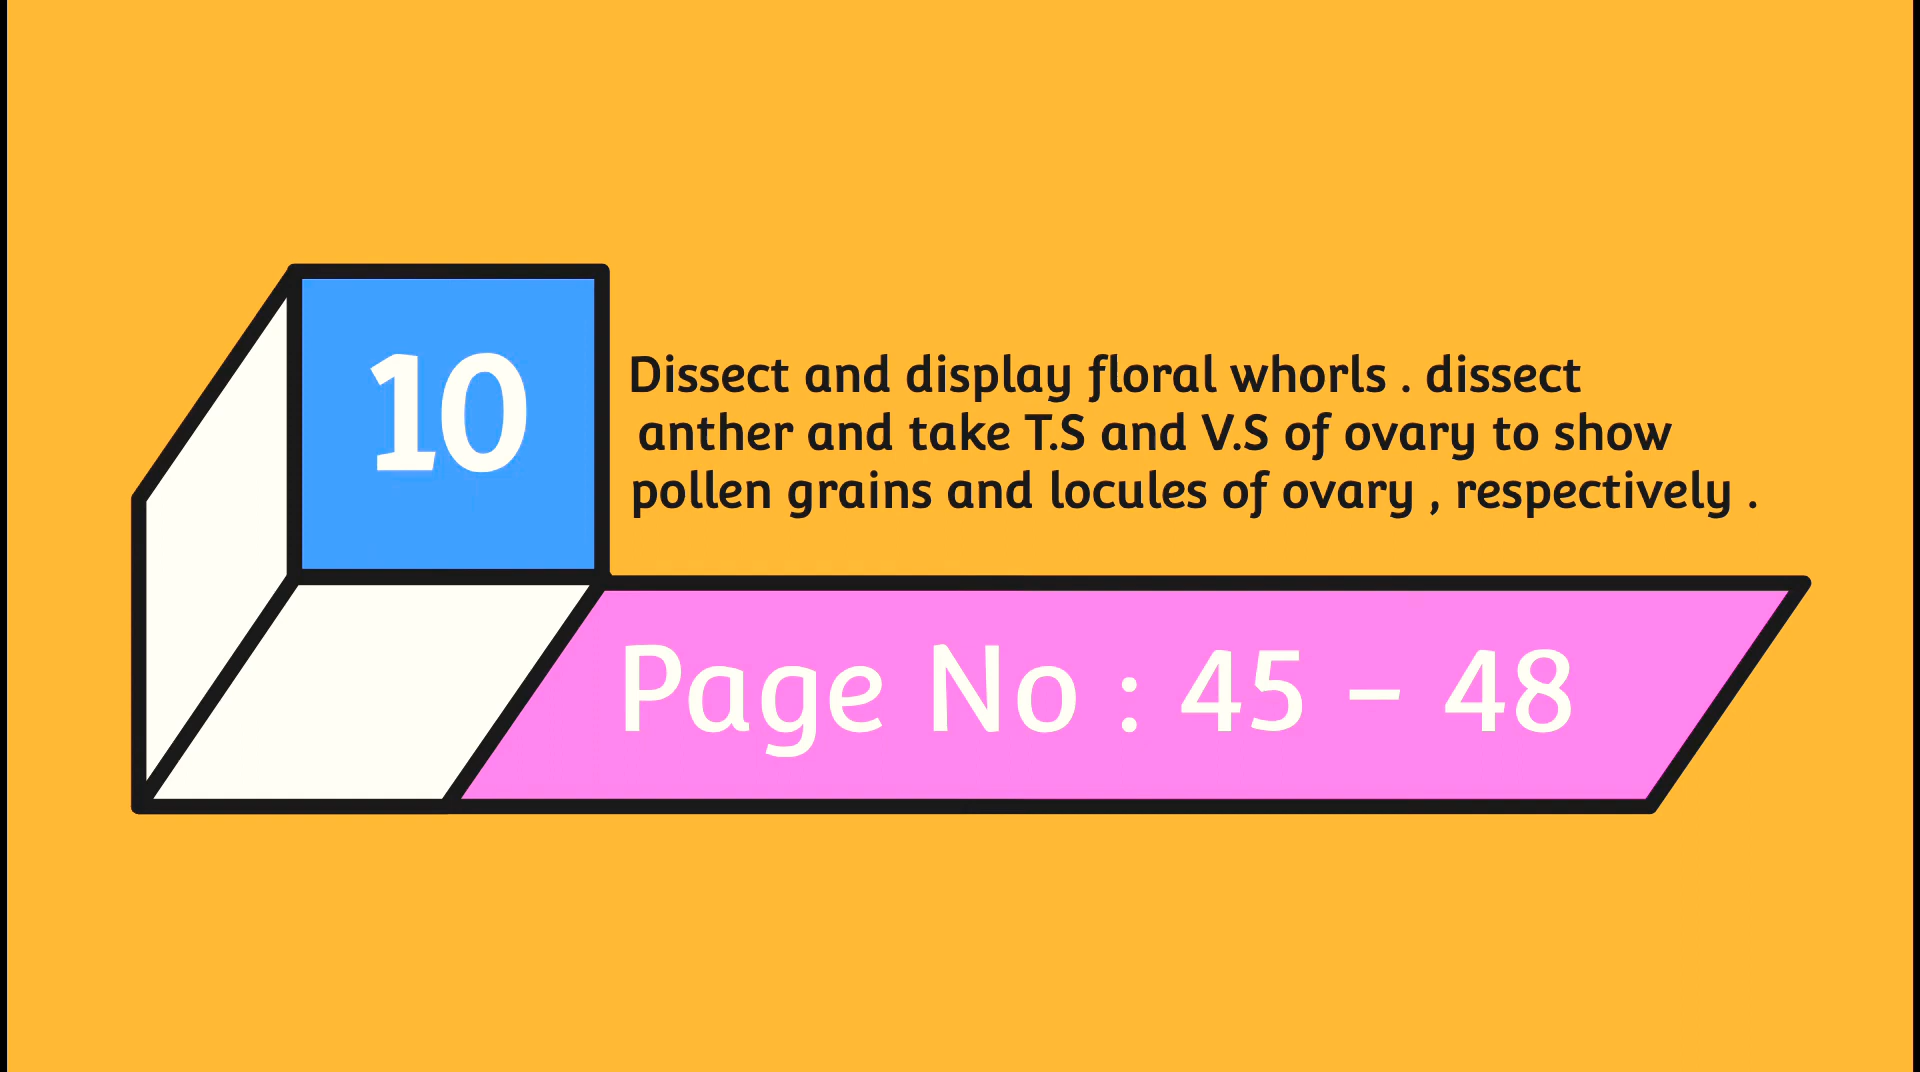 10
Dissect and display floral whorls . dissect
anther and take T.S and V.S of ovary to show
pollen grains and locules of ovary , respectively .
Page No : 45 - 48